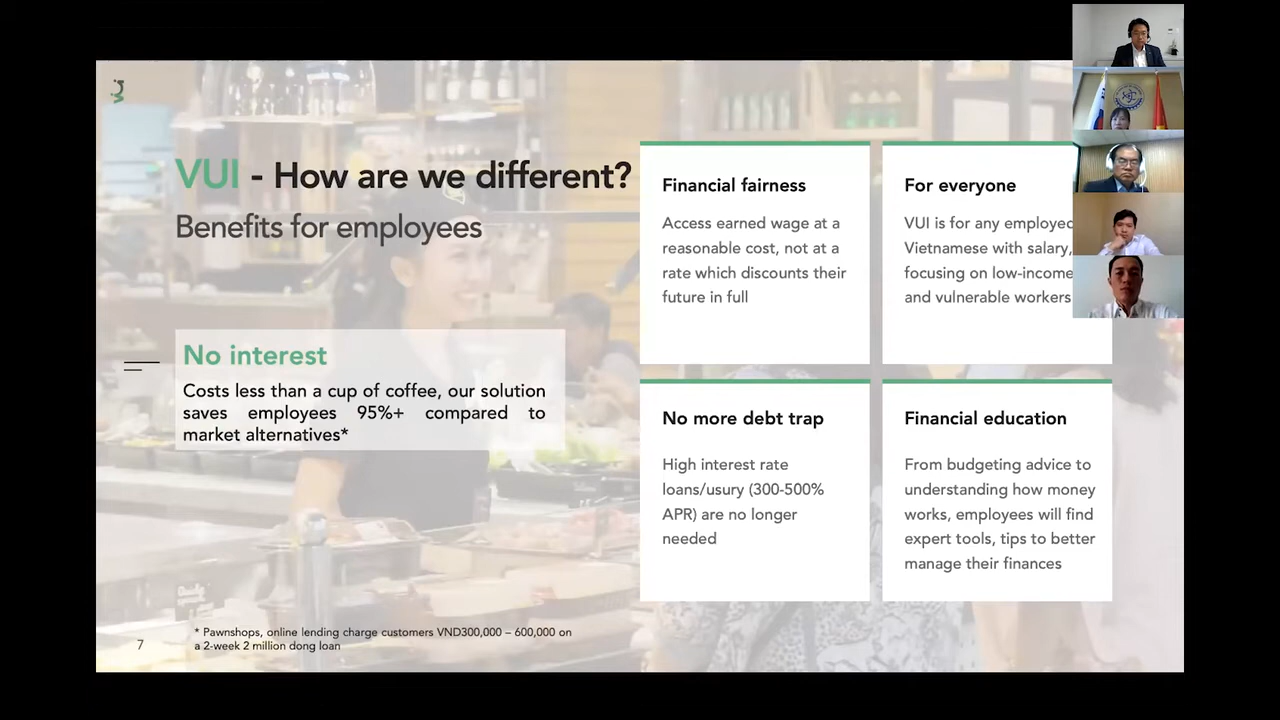 VUI - How are we different?
Benefits for employees
No interest
Costs less than a cup of coffee, our solution
saves employees 95%+ compared to
market alternatives*
Financial fairness
Access earned wage at a
reasonable cost, not at a
rate which discounts their
future in full
For everyone
VUI is for any employed
Vietnamese with salary,
focusing on low-income
and vulnerable workers
No more debt trap
High interest rate
loans/usury (300-500%
APR) are no longer
needed
Financial education
From budgeting advice to
understanding how money
works, employees will find
expert tools, tips to better
manage their finances
* Pawnshops, online lending charge customers VND300,000 – 600,000 on
a 2-week 2 million dong loan
7